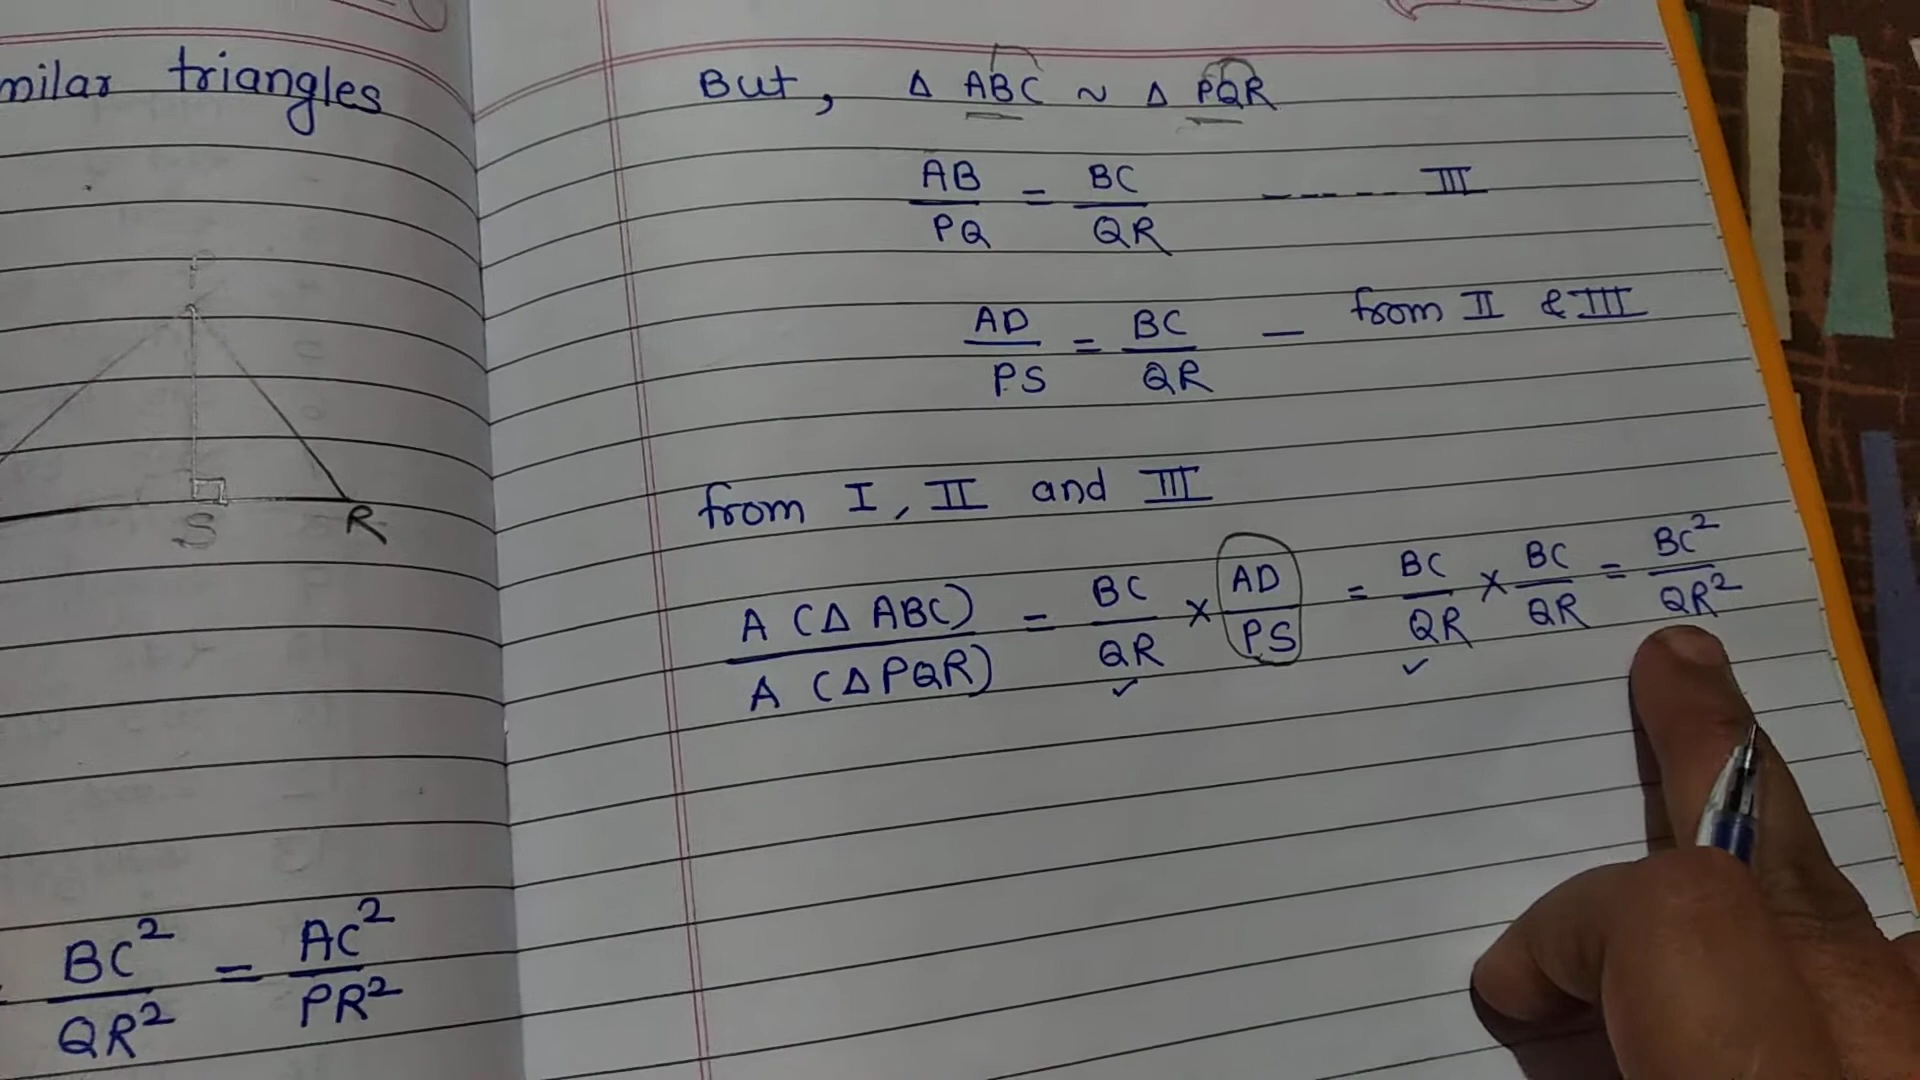 milar triangles
P
S R
BC² / QR² = AC² / PR²
But, Δ ABC ~ Δ PQR
AB / PQ = BC / QR ----- III
AD / PS = BC / QR — from II & III
from I, II and III
A (Δ ABC) / A (Δ PQR) = BC / QR × AD / PS = BC / QR × BC / QR = BC² / QR²